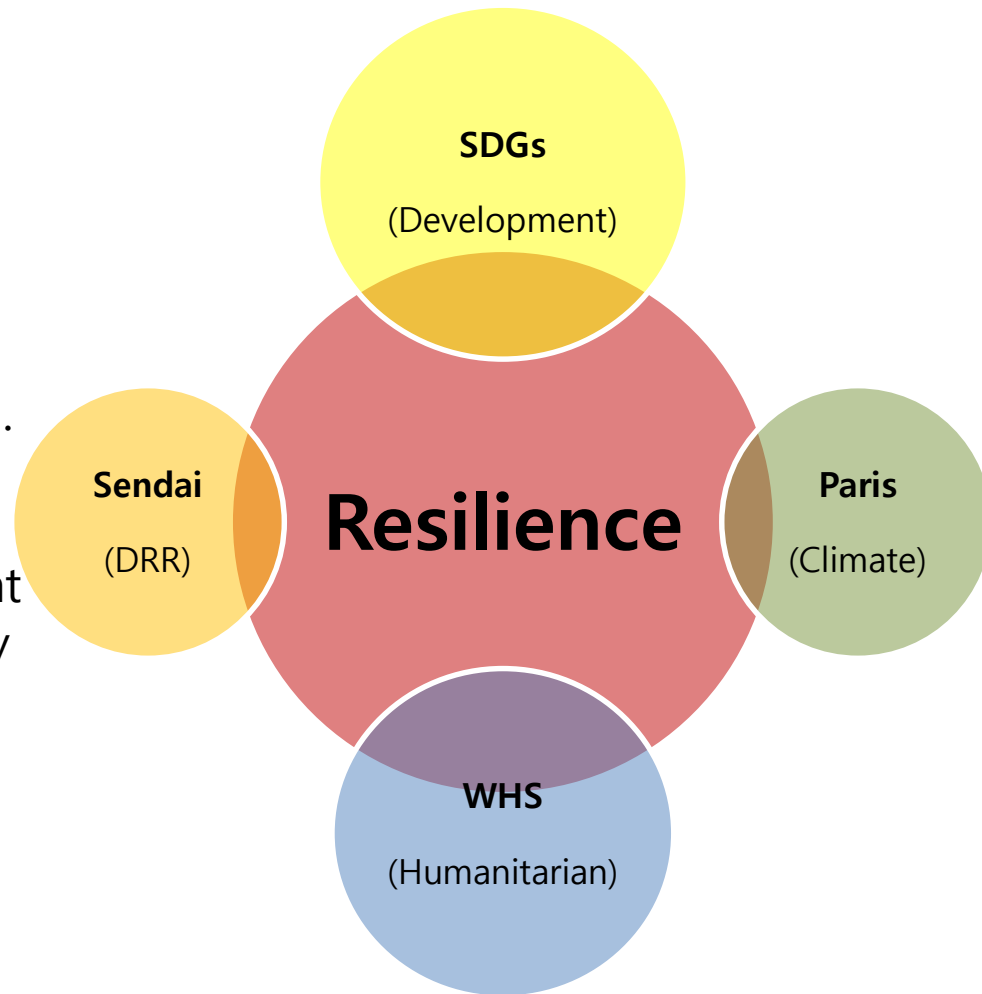 SDGs
(Development)
.
Sendai
(DRR)
Resilience
Paris
(Climate)
WHS
(Humanitarian)